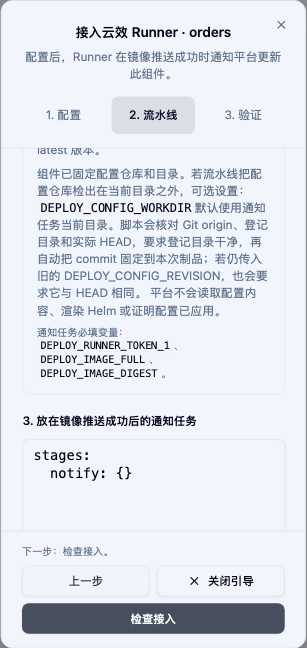 接入云效 Runner · orders
配置后，Runner 在镜像推送成功时通知平台更新
此组件。
1. 配置
2. 流水线
3. 验证
latest 版本。
组件已固定配置仓库和目录。若流水线把配
置仓库检出在当前目录之外，可选设置：
DEPLOY_CONFIG_WORKDIR 默认使用通知
任务当前目录。脚本会核对 Git origin、登记
目录和实际 HEAD，要求登记目录干净，再
自动把 commit 固定到本次制品；若仍传入
旧的 DEPLOY_CONFIG_REVISION，也会要
求它与 HEAD 相同。 平台不会读取配置内
容、渲染 Helm 或证明配置已应用。
通知任务必填变量：
DEPLOY_RUNNER_TOKEN_1 、
DEPLOY_IMAGE_FULL 、
DEPLOY_IMAGE_DIGEST 。
3. 放在镜像推送成功后的通知任务
stages:
  notify: {}
下一步：检查接入。
上一步
关闭引导
检查接入